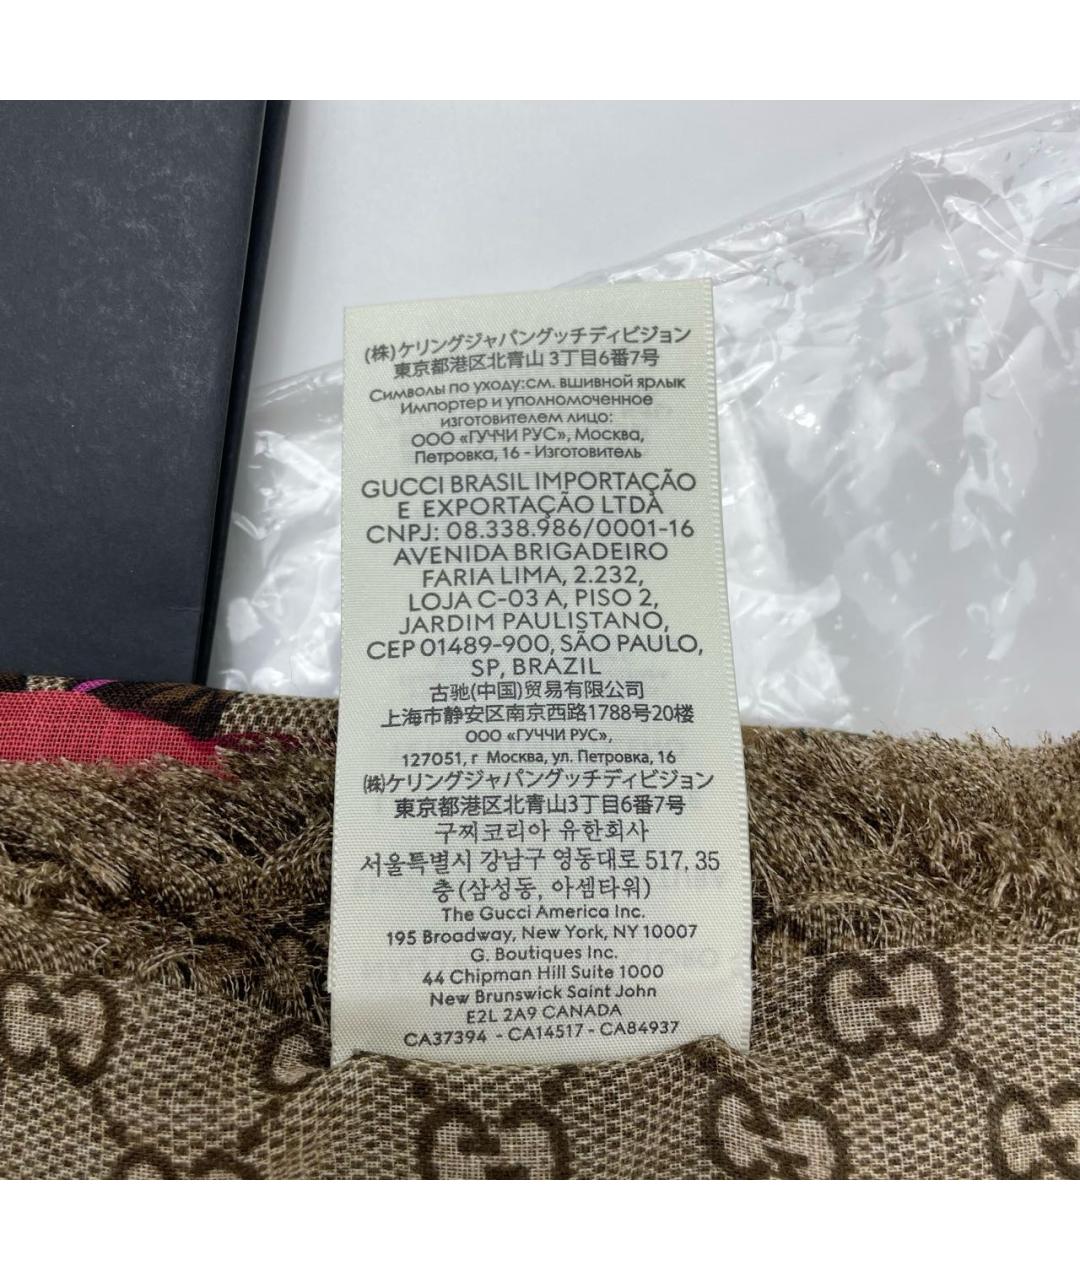 (株)ケリングジャパングッチディビジョン
東京都港区北青山 3丁目6番7号
Символы по уходу:см. вшивной ярлык
Импортер и уполномоченное
изготовителем лицо:
ООО «ГУЧЧИ РУС», Москва,
Петровка, 16 - Изготовитель
GUCCI BRASIL IMPORTAÇÃO
E EXPORTAÇÃO LTDA
CNPJ: 08.338.986/0001-16
AVENIDA BRIGADEIRO
FARIA LIMA, 2.232,
LOJA C-03 A, PISO 2,
JARDIM PAULISTANO,
CEP 01489-900, SÃO PAULO,
SP, BRAZIL
古驰(中国)贸易有限公司
上海市静安区南京西路1788号20楼
ООО «ГУЧЧИ РУС»,
127051, г Москва, ул. Петровка, 16
(株)ケリングジャパングッチディビジョン
東京都港区北青山3丁目6番7号
구찌코리아 유한회사
서울특별시 강남구 영동대로 517, 35
층(삼성동, 아셈타워)
The Gucci America Inc.
195 Broadway, New York, NY 10007
G. Boutiques Inc.
44 Chipman Hill Suite 1000
New Brunswick Saint John
E2L 2A9 CANADA
CA37394 - CA14517 - CA84937